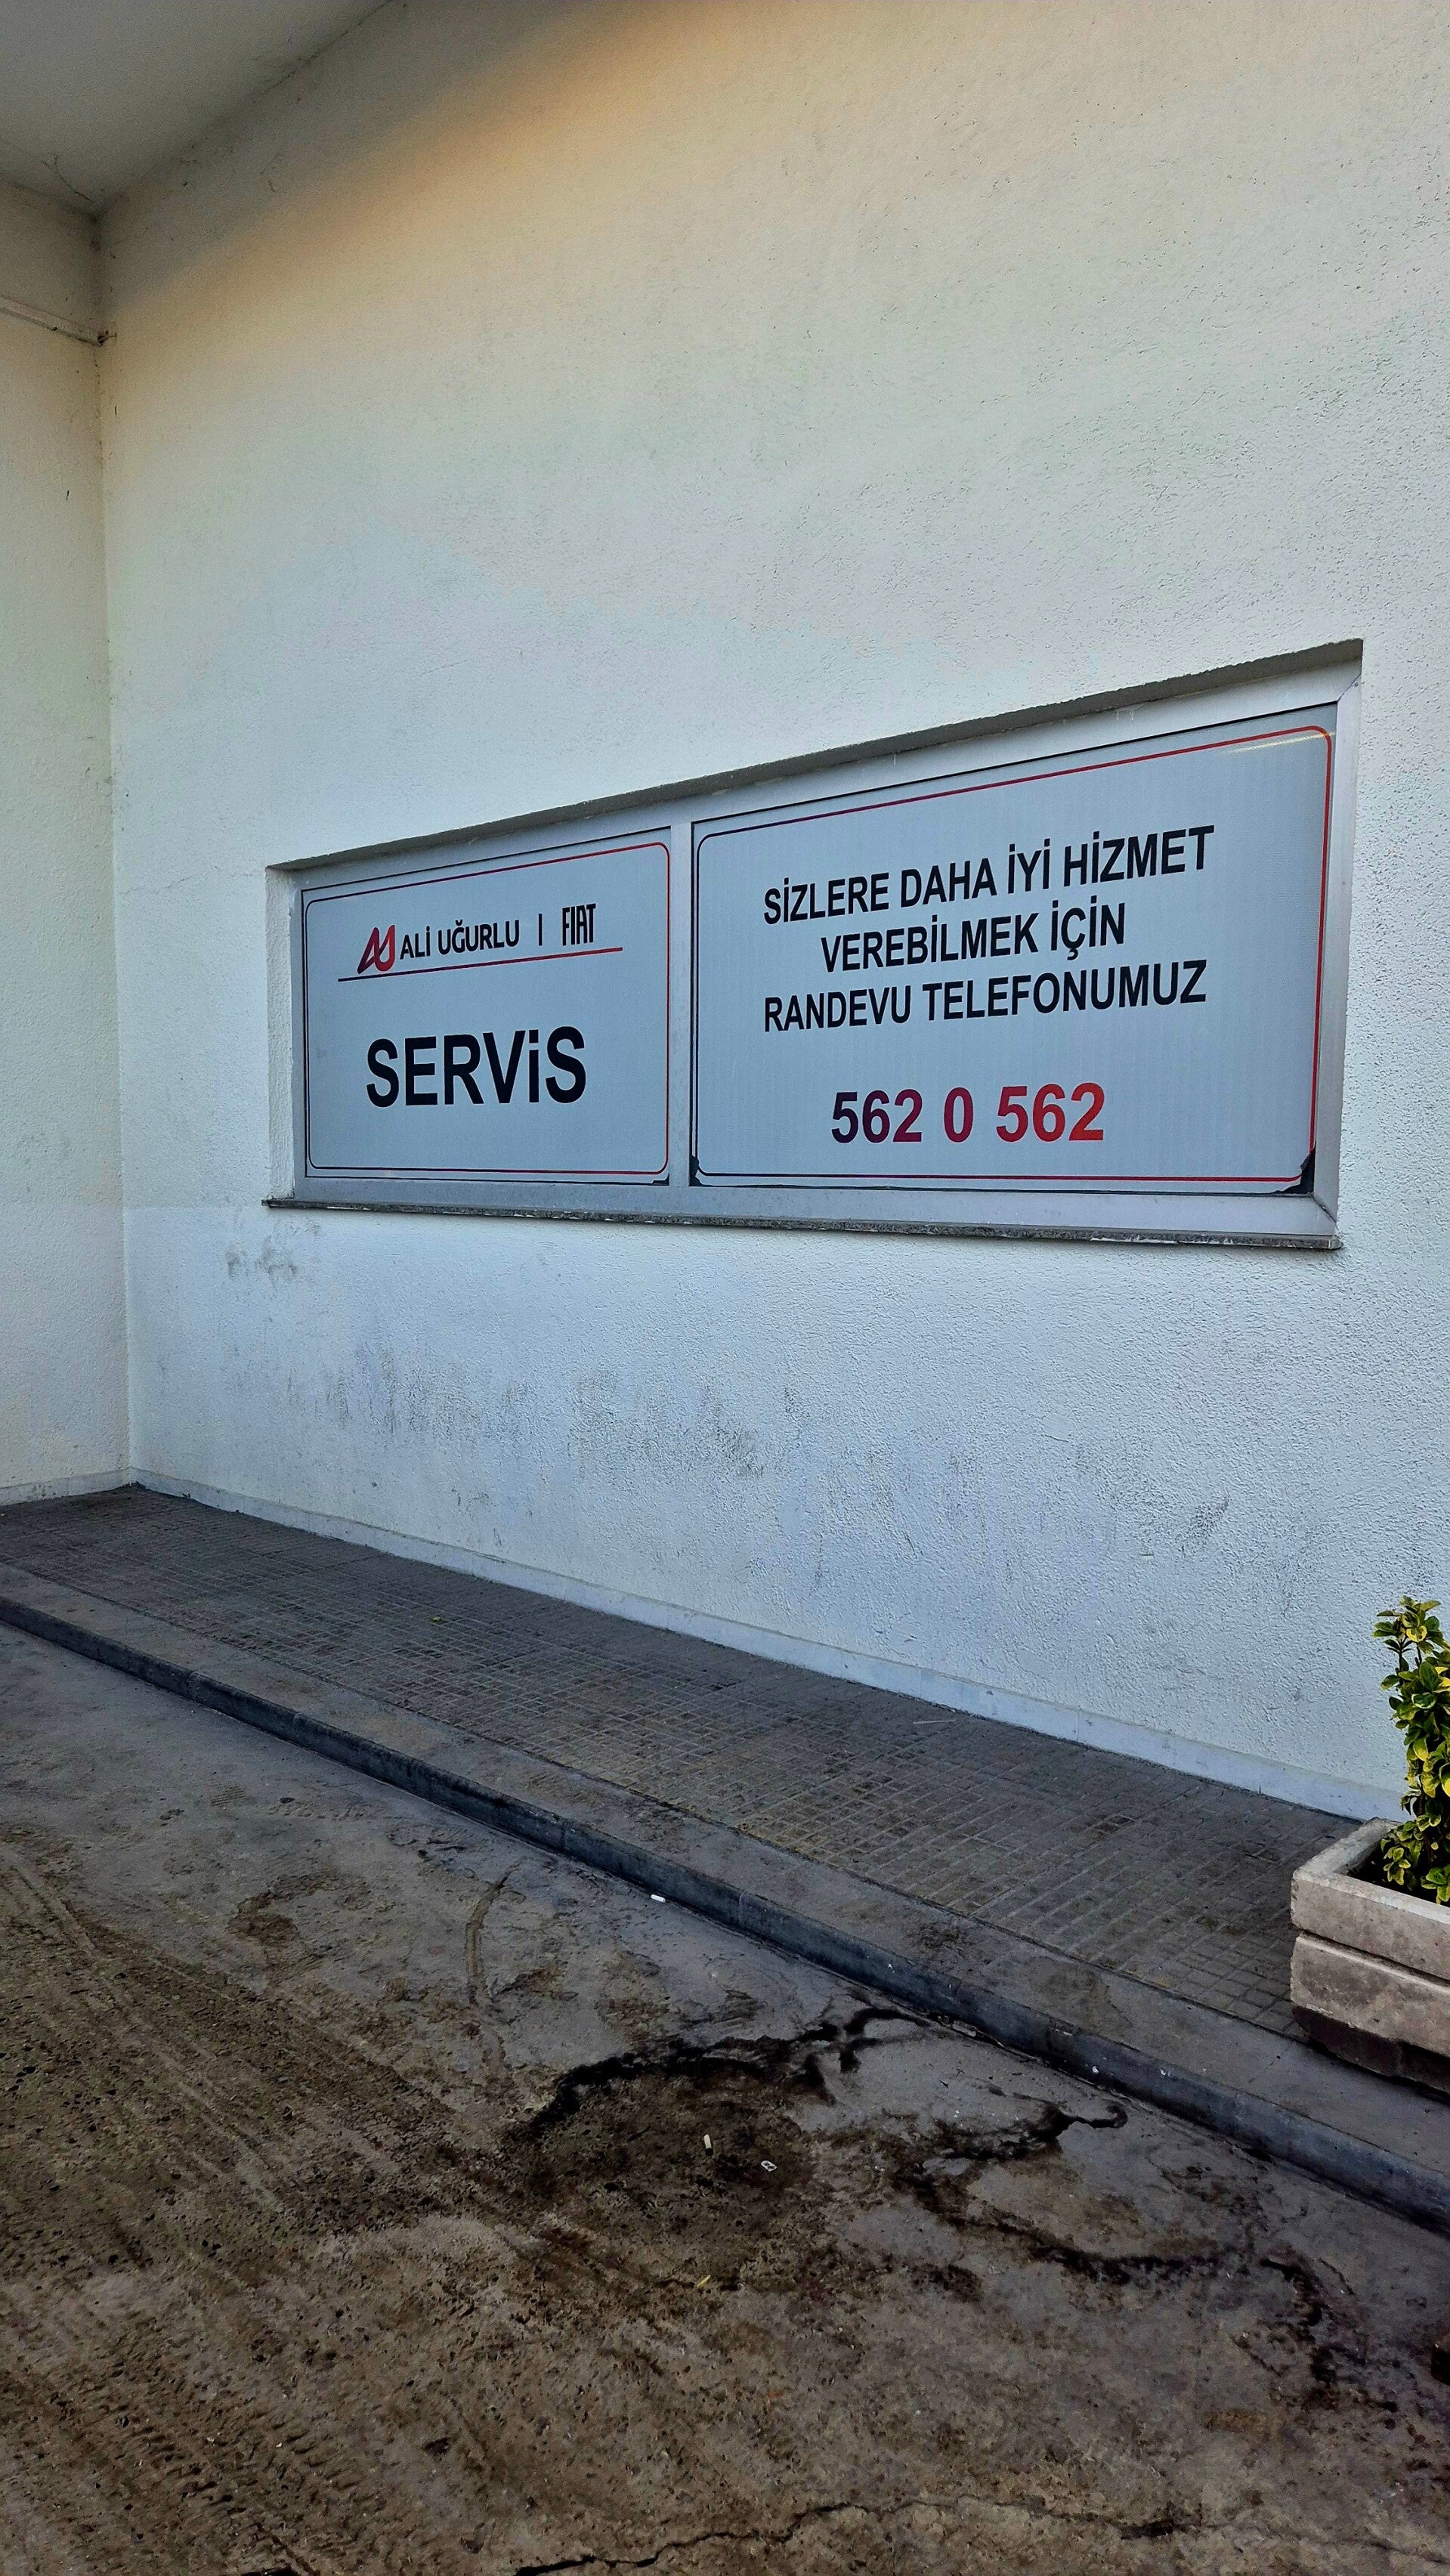 ALİ UĞURLU | FIAT
SERViS
SİZLERE DAHA İYİ HİZMET
VEREBİLMEK İÇİN
RANDEVU TELEFONUMUZ
562 0 562